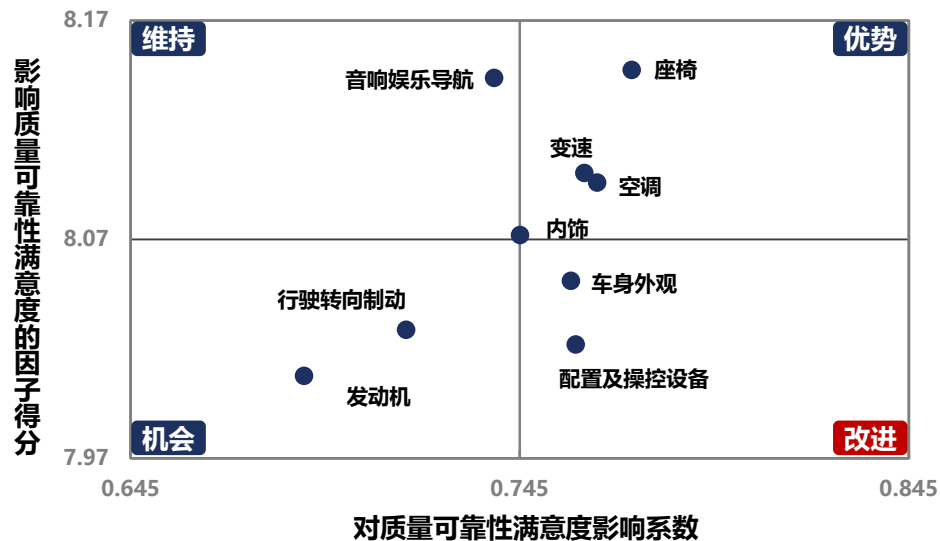 影响质量可靠性满意度的因子得分
8.17
维持
优势
音响娱乐导航
座椅
变速
空调
8.07
内饰
车身外观
行驶转向制动
配置及操控设备
发动机
机会
改进
7.97
0.645
0.745
0.845
对质量可靠性满意度影响系数